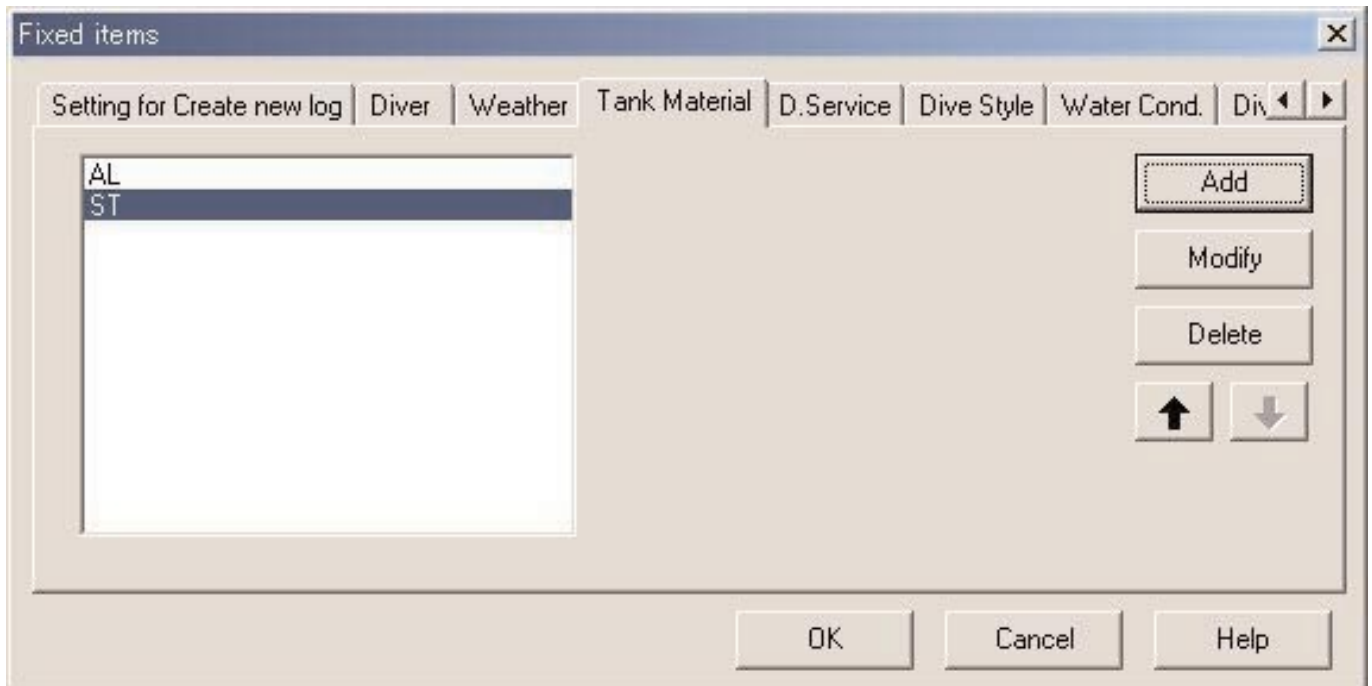 Fixed items
Setting for Create new log Diver Weather Tank Material D.Service Dive Style Water Cond. Div
AL
ST
Add
Modify
Delete
OK Cancel Help